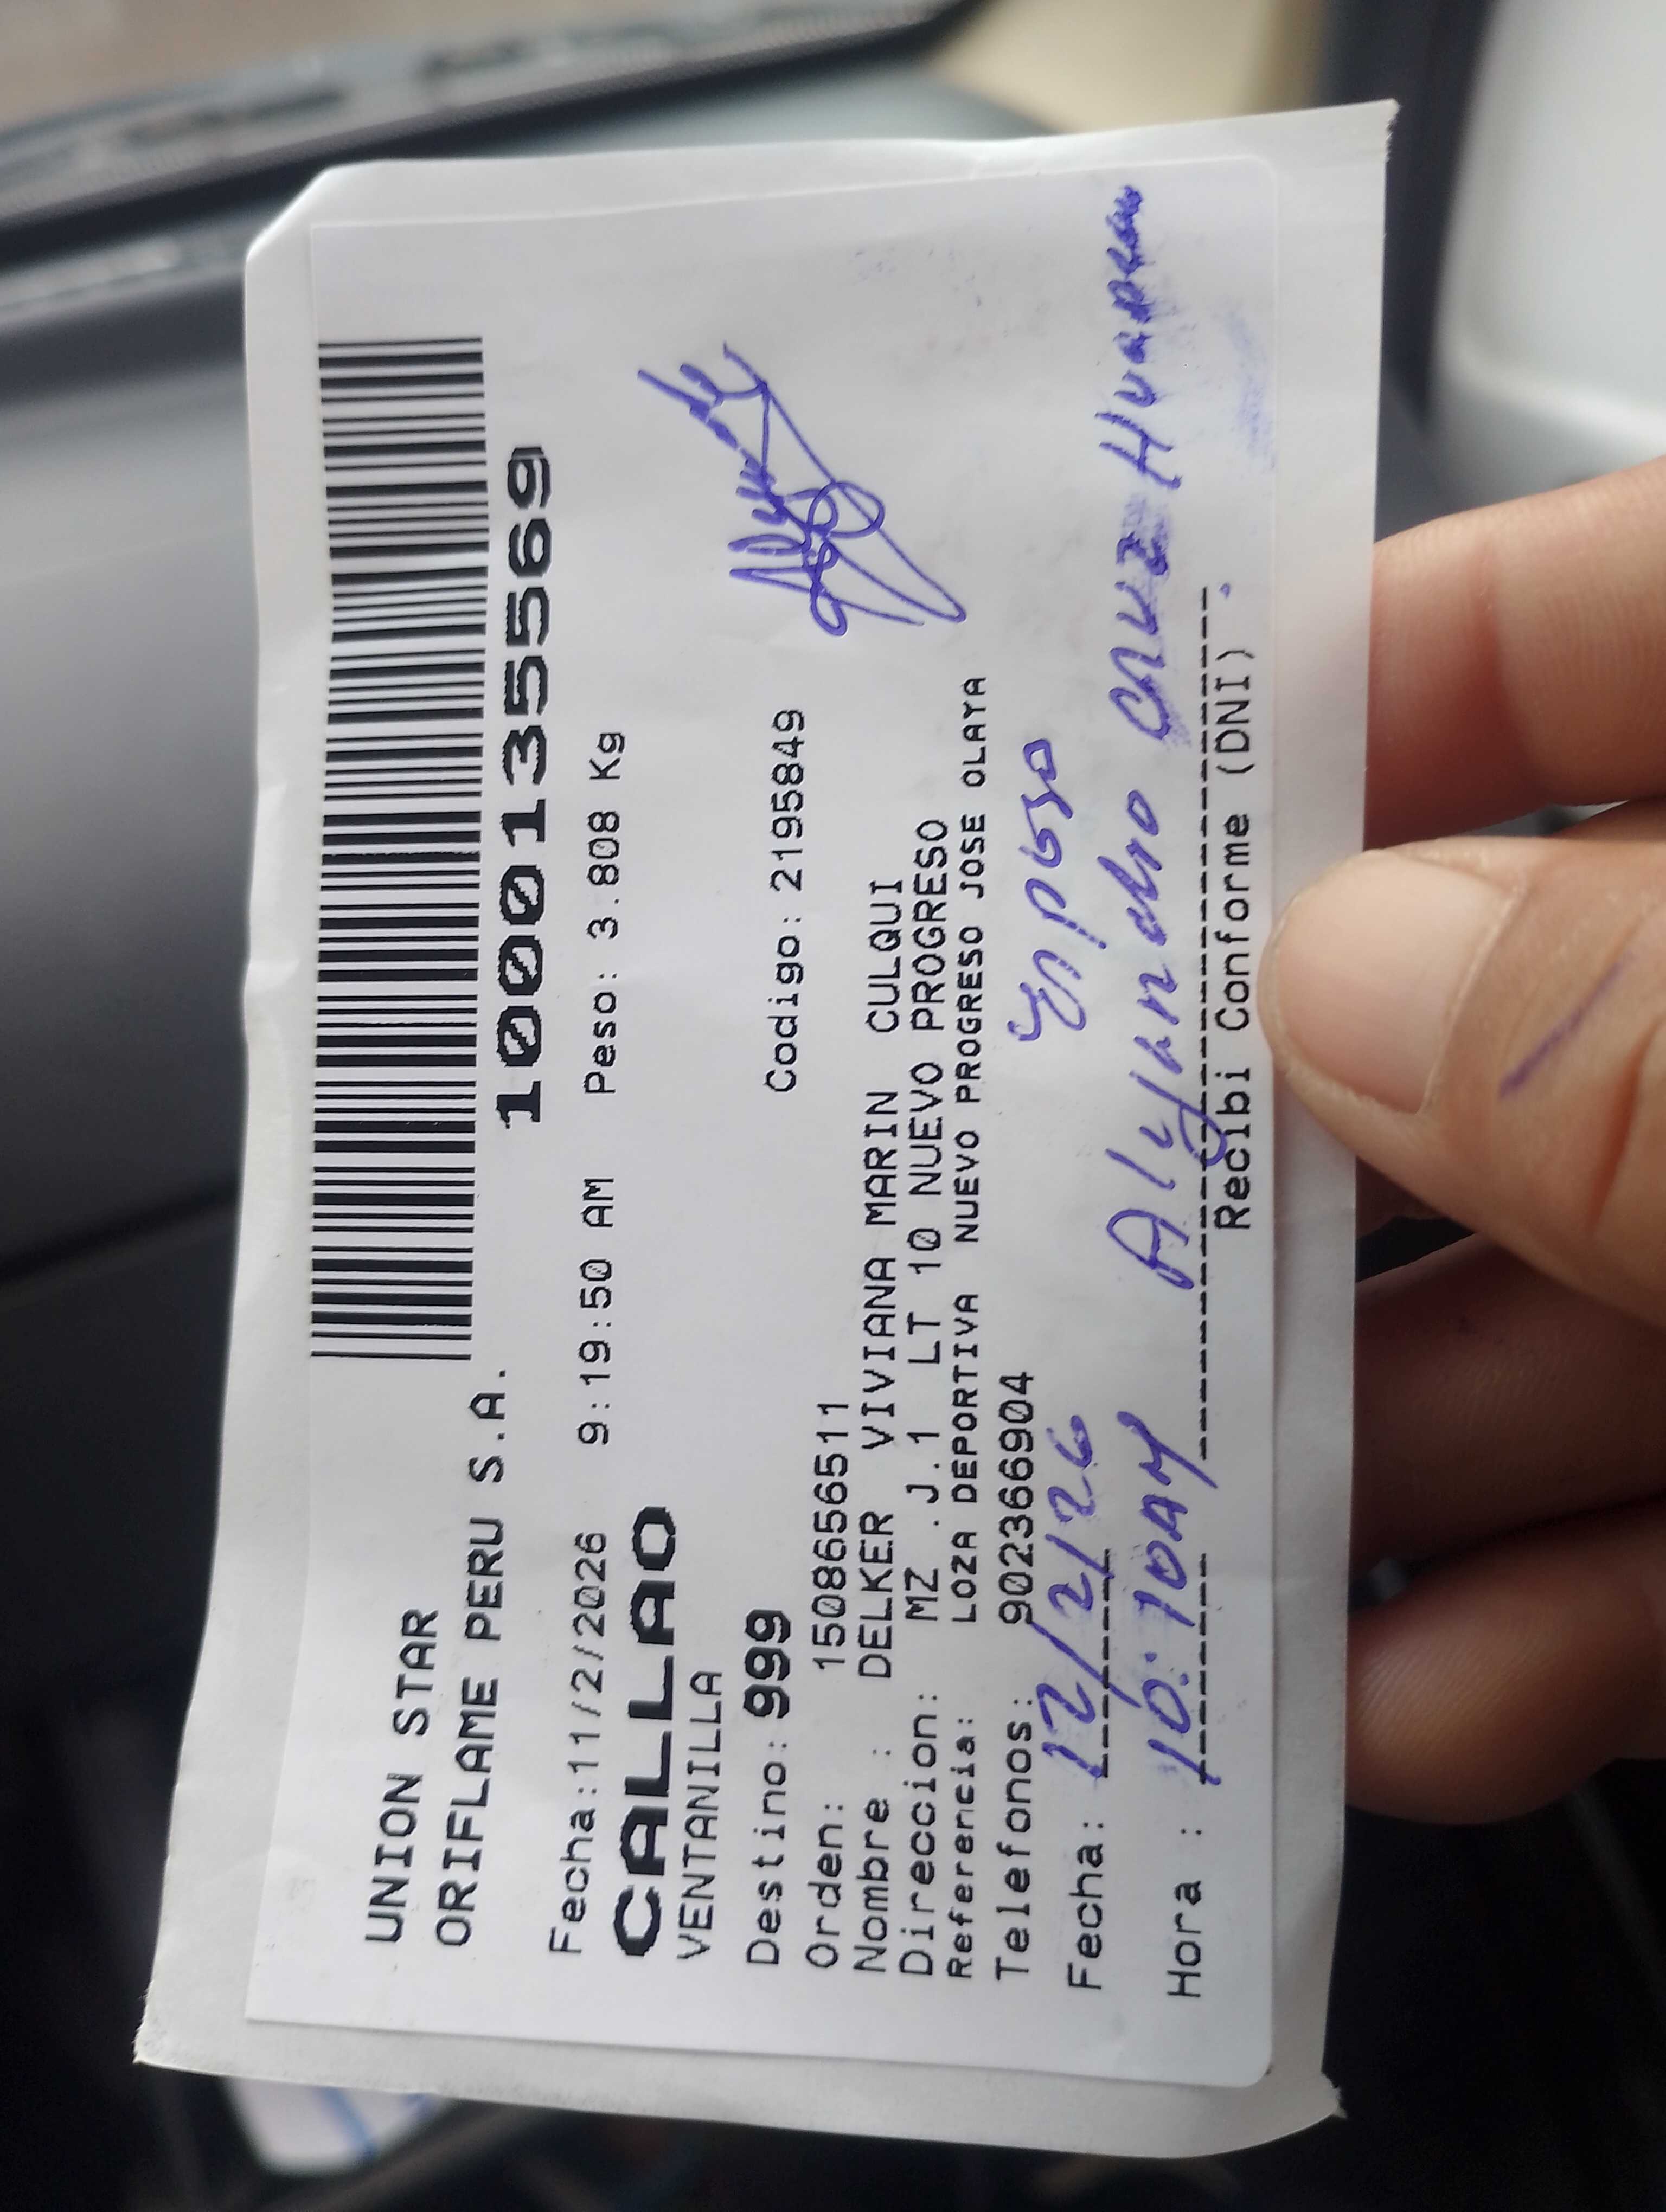 UNION STAR
ORIFLAME PERU S.A.
1000135569
Fecha:11/2/2026 9:19:50 AM Peso: 3.808 Kg
CALLAO
VENTANILLA
Destino: 999 Codigo: 2195849
Orden: 150865651​1
Nombre : DELKER VIVIANA MARIN CULQUI
Direccion: MZ .J.1 LT 10 NUEVO PROGRESO
Referencia: LOZA DEPORTIVA NUEVO PROGRESO JOSE OLAYA
Telefonos: 902366904
Esposo
Fecha: 12/2/26
Hora : 10:10AM Alejandro CRUZ
Recibi Conforme (DNI)